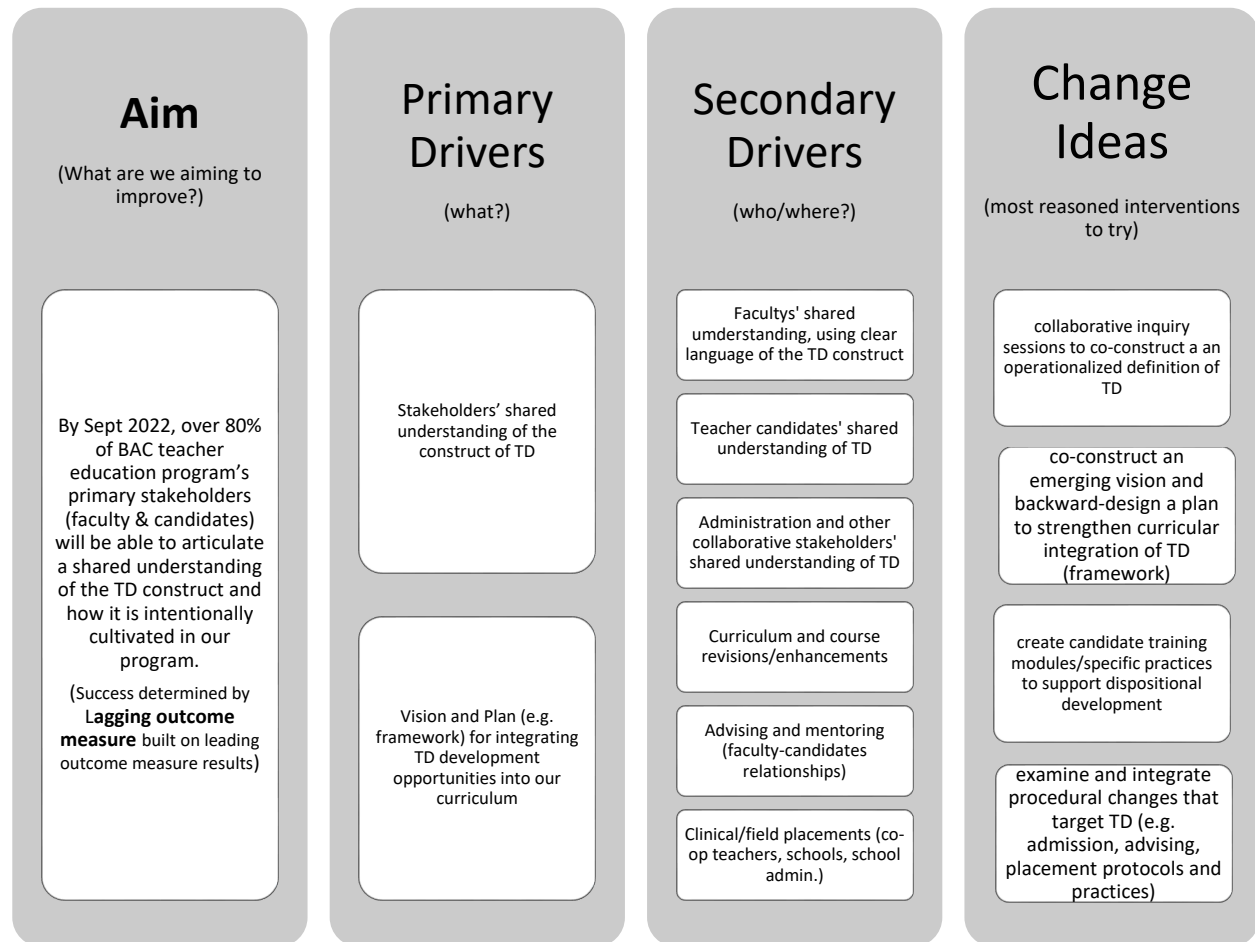 Aim
(What are we aiming to
improve?)
By Sept 2022, over 80%
of BAC teacher
education program’s
primary stakeholders
(faculty & candidates)
will be able to articulate
a shared understanding
of the TD construct and
how it is intentionally
cultivated in our
program.
(Success determined by
Lagging outcome
measure built on leading
outcome measure results)
Primary
Drivers
(what?)
Stakeholders’ shared
understanding of the
construct of TD
Vision and Plan (e.g.
framework) for integrating
TD development
opportunities into our
curriculum
Secondary
Drivers
(who/where?)
Facultys' shared
umderstanding, using clear
language of the TD construct
Teacher candidates' shared
understanding of TD
Administration and other
collaborative stakeholders'
shared understanding of TD
Curriculum and course
revisions/enhancements
Advising and mentoring
(faculty-candidates
relationships)
Clinical/field placements (co-
op teachers, schools, school
admin.)
Change
Ideas
(most reasoned interventions
to try)
collaborative inquiry
sessions to co-construct a an
operationalized definition of
TD
co-construct an
emerging vision and
backward-design a plan
to strengthen curricular
integration of TD
(framework)
create candidate training
modules/specific practices
to support dispositional
development
examine and integrate
procedural changes that
target TD (e.g.
admission, advising,
placement protocols and
practices)